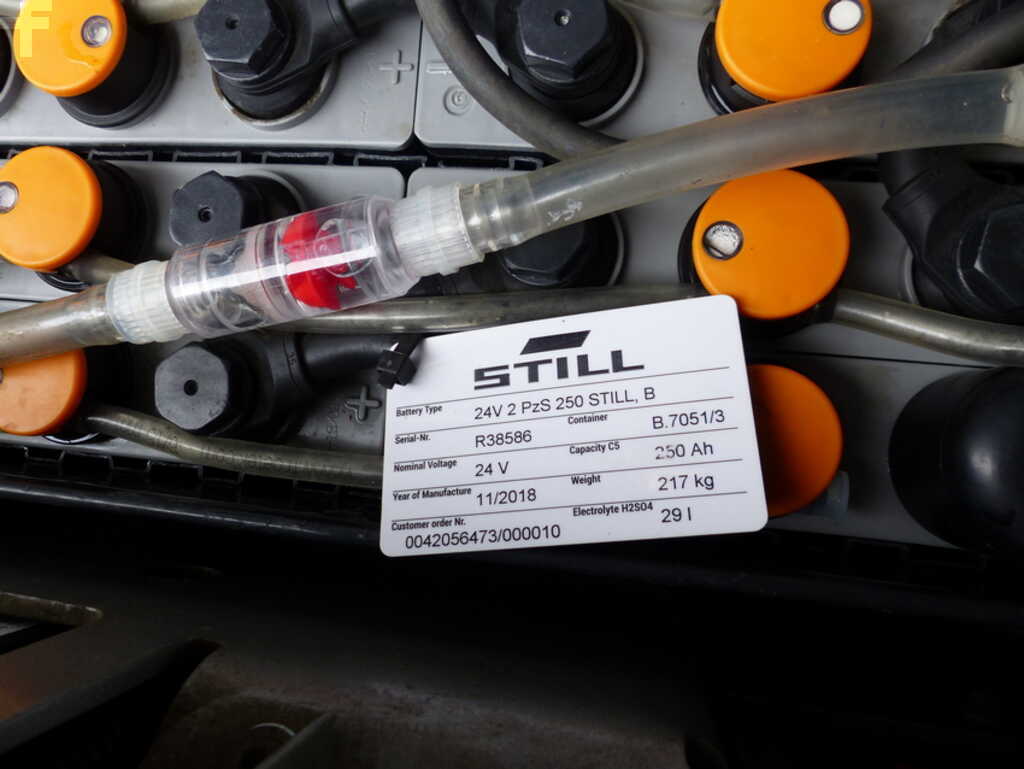 STILL
Battery Type 24V 2 PzS 250 STILL, B
Serial-Nr. R38586 Container B.7051/3
Nominal Voltage 24 V Capacity C5 250 Ah
Year of Manufacture 11/2018 Weight 217 kg
Customer order Nr. 0042056473/000010 Electrolyte H2SO4 29 l